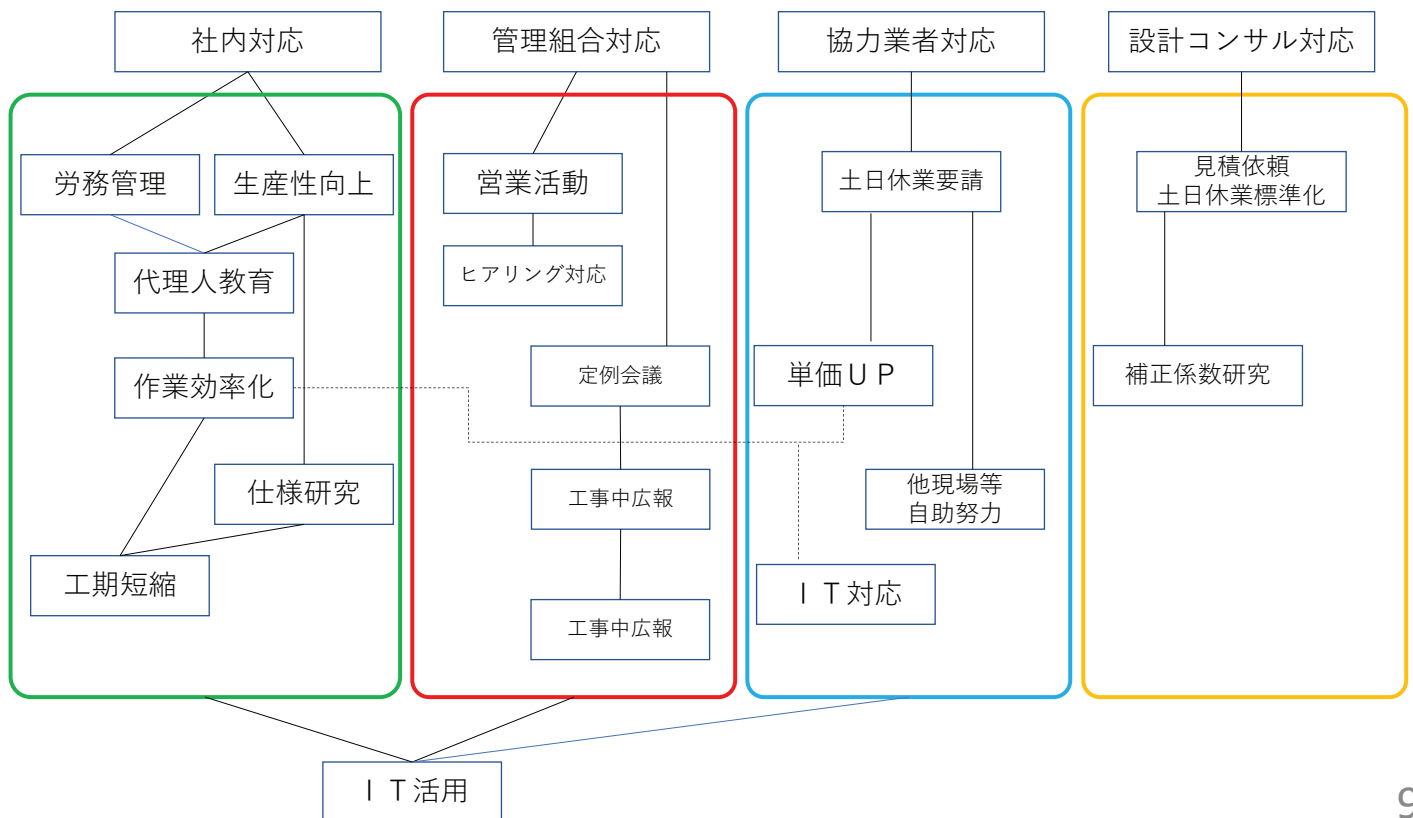 社内対応
管理組合対応
協力業者対応
設計コンサル対応
労務管理
生産性向上
代理人教育
作業効率化
仕様研究
工期短縮
営業活動
ヒアリング対応
定例会議
工事中広報
工事中広報
土日休業要請
単価UP
他現場等
自助努力
IT対応
見積依頼
土日休業標準化
補正係数研究
IT活用
9